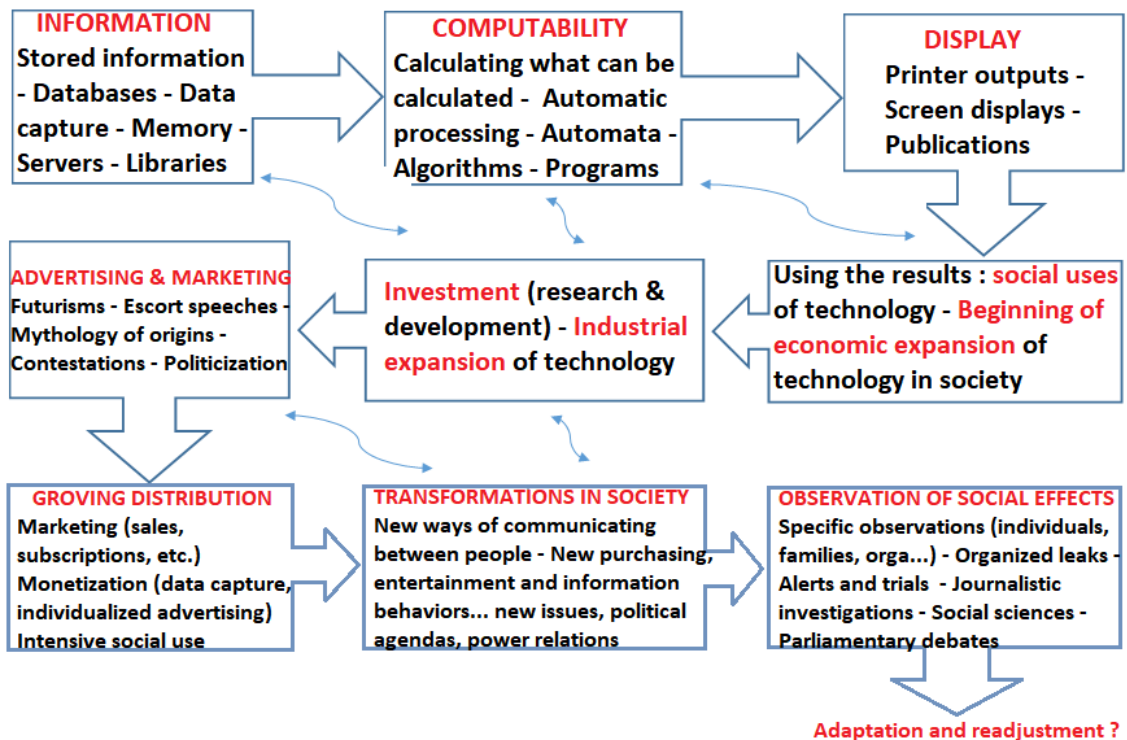 INFORMATION
Stored information
- Databases - Data
capture - Memory -
Servers - Libraries
COMPUTABILITY
Calculating what can be
calculated - Automatic
processing - Automata -
Algorithms - Programs
DISPLAY
Printer outputs -
Screen displays -
Publications
Using the results : social uses
of technology - Beginning of
economic expansion of
technology in society
Investment (research &
development) - Industrial
expansion of technology
ADVERTISING & MARKETING
Futurisms - Escort speeches -
Mythology of origins -
Contestations - Politicization
GROVING DISTRIBUTION
Marketing (sales,
subscriptions, etc.)
Monetization (data capture,
individualized advertising)
Intensive social use
TRANSFORMATIONS IN SOCIETY
New ways of communicating
between people - New purchasing,
entertainment and information
behaviors... new issues, political
agendas, power relations
OBSERVATION OF SOCIAL EFFECTS
Specific observations (individuals,
families, orga...) - Organized leaks -
Alerts and trials - Journalistic
investigations - Social sciences -
Parliamentary debates
Adaptation and readjustment ?